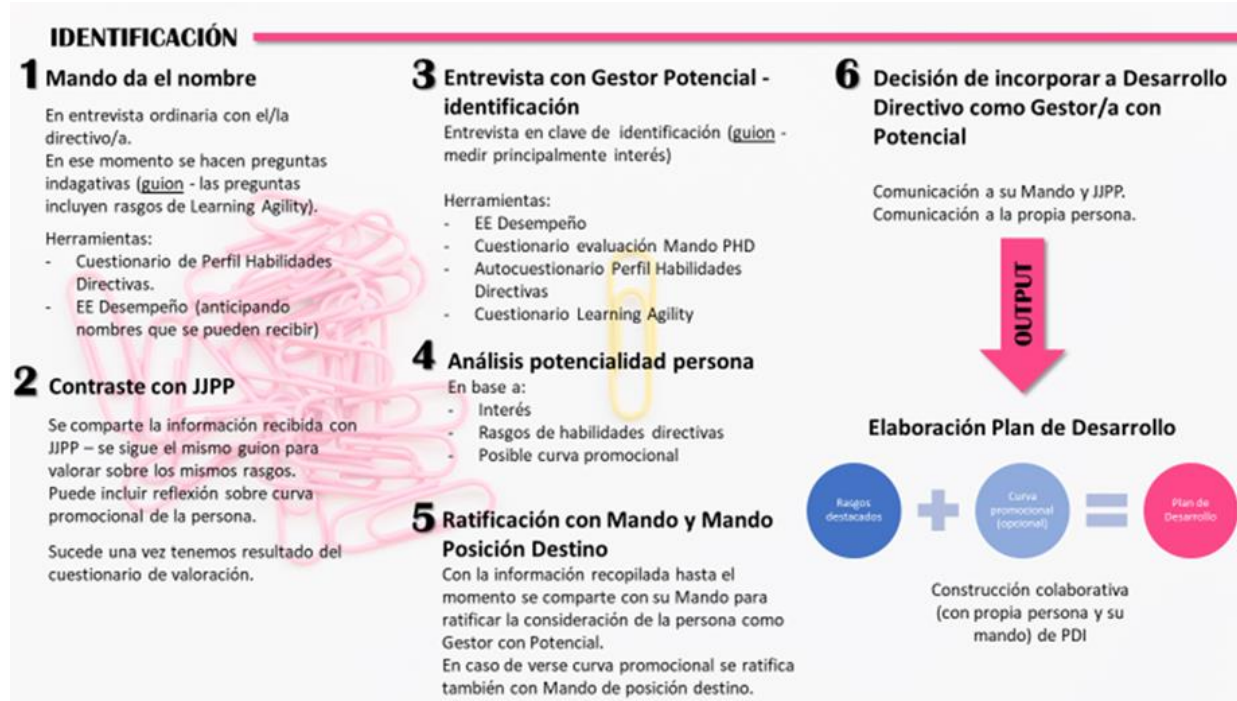 IDENTIFICACIÓN
1 Mando da el nombre
En entrevista ordinaria con el/la
directivo/a.
En ese momento se hacen preguntas
indagativas (guion - las preguntas
incluyen rasgos de Learning Agility).
Herramientas:
- Cuestionario de Perfil Habilidades
Directivas.
- EE Desempeño (anticipando
nombres que se pueden recibir)
2 Contraste con JJPP
Se comparte la información recibida con
JJPP – se sigue el mismo guion para
valorar sobre los mismos rasgos.
Puede incluir reflexión sobre curva
promocional de la persona.
Sucede una vez tenemos resultado del
cuestionario de valoración.
3 Entrevista con Gestor Potencial -
identificación
Entrevista en clave de identificación (guion -
medir principalmente interés)
Herramientas:
- EE Desempeño
- Cuestionario evaluación Mando PHD
- Autocuestionario Perfil Habilidades
Directivas
- Cuestionario Learning Agility
4 Análisis potencialidad persona
En base a:
- Interés
- Rasgos de habilidades directivas
- Posible curva promocional
5 Ratificación con Mando y Mando
Posición Destino
Con la información recopilada hasta el
momento se comparte con su Mando para
ratificar la consideración de la persona como
Gestor con Potencial.
En caso de verse curva promocional se ratifica
también con Mando de posición destino.
6 Decisión de incorporar a Desarrollo
Directivo como Gestor/a con
Potencial
Comunicación a su Mando y JJPP.
Comunicación a la propia persona.
OUTPUT
Elaboración Plan de Desarrollo
Rasgos
destacados
+
Curva
promocional
(opcional)
=
Plan de
Desarrollo
Construcción colaborativa
(con propia persona y su
mando) de PDI